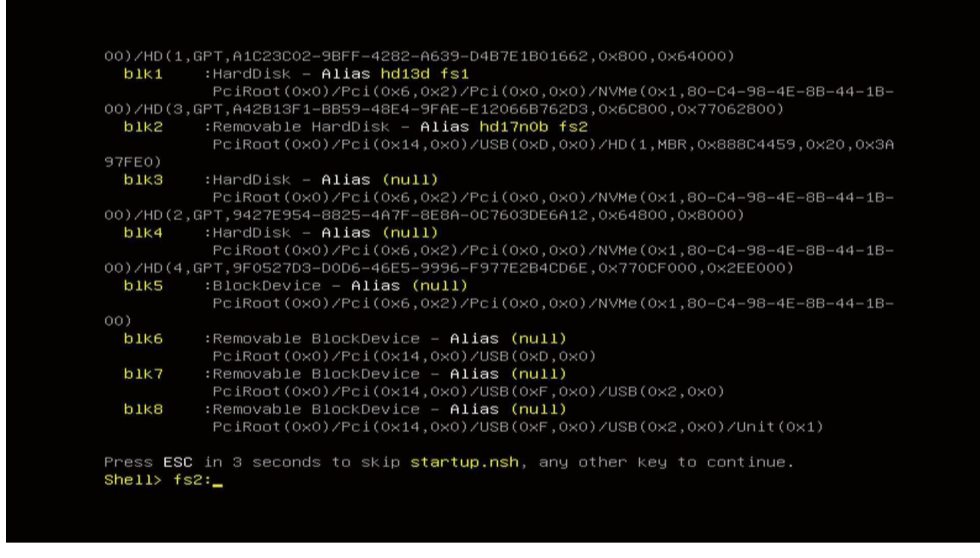 00)/HD(1,GPT,A1C23C02-9BFF-4282-A639-D4B7E1B01662,0x800,0x64000)
blk1 :HardDisk - Alias hd13d fs1
PciRoot(0x0)/Pci(0x6,0x2)/Pci(0x0,0x0)/NVMe(0x1,80-C4-98-4E-8B-44-1B-
00)/HD(3,GPT,A42B13F1-BB59-48E4-9FAE-E12066B762D3,0x6C800,0x77062800)
blk2 :Removable HardDisk - Alias hd17n0b fs2
PciRoot(0x0)/Pci(0x14,0x0)/USB(0xD,0x0)/HD(1,MBR,0x888C4459,0x20,0x3A
97FE0)
blk3 :HardDisk - Alias (null)
PciRoot(0x0)/Pci(0x6,0x2)/Pci(0x0,0x0)/NVMe(0x1,80-C4-98-4E-8B-44-1B-
00)/HD(2,GPT,9427E954-8825-4A7F-8E8A-0C7603DE6A12,0x64800,0x8000)
blk4 :HardDisk - Alias (null)
PciRoot(0x0)/Pci(0x6,0x2)/Pci(0x0,0x0)/NVMe(0x1,80-C4-98-4E-8B-44-1B-
00)/HD(4,GPT,9F0527D3-D0D6-46E5-9996-F977E2B4CD6E,0x770CF000,0x2EE000)
blk5 :BlockDevice - Alias (null)
PciRoot(0x0)/Pci(0x6,0x2)/Pci(0x0,0x0)/NVMe(0x1,80-C4-98-4E-8B-44-1B-
00)
blk6 :Removable BlockDevice - Alias (null)
PciRoot(0x0)/Pci(0x14,0x0)/USB(0xD,0x0)
blk7 :Removable BlockDevice - Alias (null)
PciRoot(0x0)/Pci(0x14,0x0)/USB(0xF,0x0)/USB(0x2,0x0)
blk8 :Removable BlockDevice - Alias (null)
PciRoot(0x0)/Pci(0x14,0x0)/USB(0xF,0x0)/USB(0x2,0x0)/Unit(0x1)
Press ESC in 3 seconds to skip startup.nsh, any other key to continue.
Shell> fs2:_